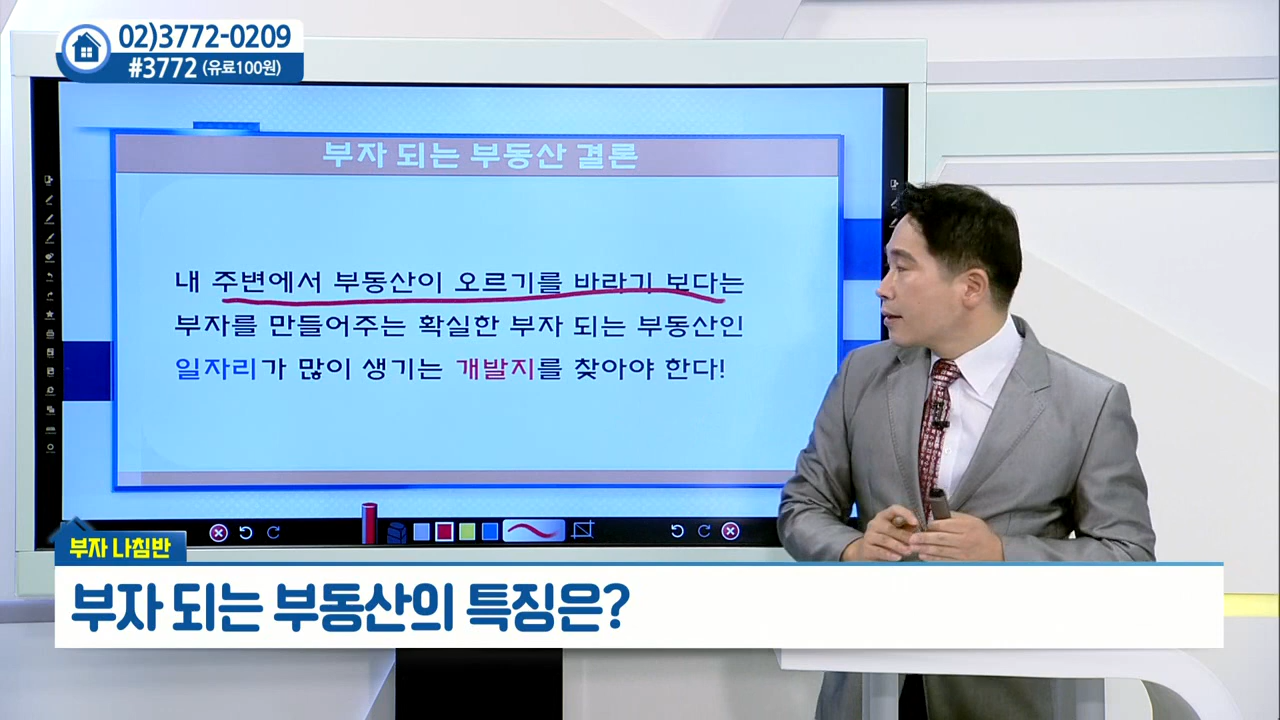 02)3772-0209
#3772 (유료100원)
부자 되는 부동산 결론
내 주변에서 부동산이 오르기를 바라기 보다는
부자를 만들어주는 확실한 부자 되는 부동산인
일자리가 많이 생기는 개발지를 찾아야 한다!
부자 나침반
부자 되는 부동산의 특징은?